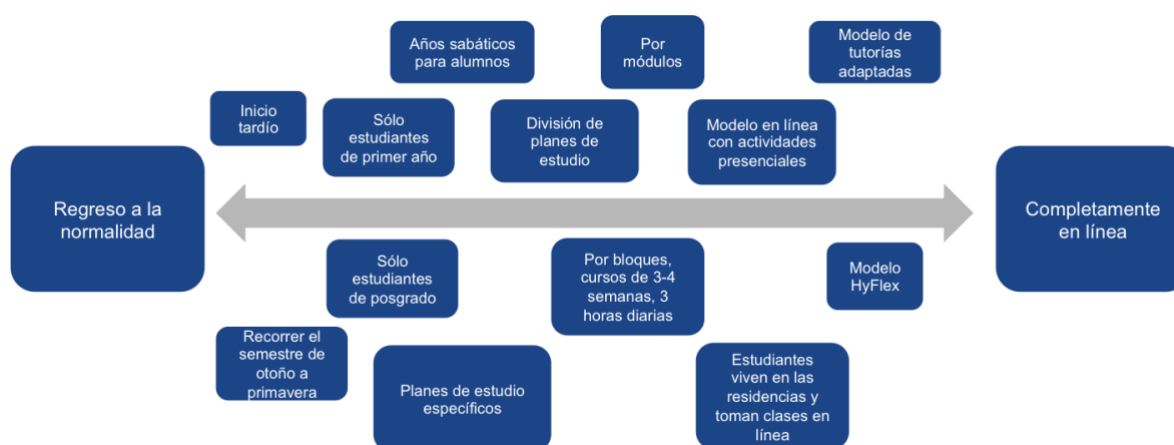 Años sabáticos
para alumnos
Por
módulos
Modelo de
tutorías
adaptadas
Inicio
tardío
Sólo
estudiantes
de primer año
División de
planes de
estudio
Modelo en línea
con actividades
presenciales
Regreso a la
normalidad
Completamente
en línea
Sólo
estudiantes
de posgrado
Por bloques,
cursos de 3-4
semanas, 3
horas diarias
Modelo
HyFlex
Recorrer el
semestre de
otoño a
primavera
Planes de estudio
específicos
Estudiantes
viven en las
residencias y
toman clases en
línea